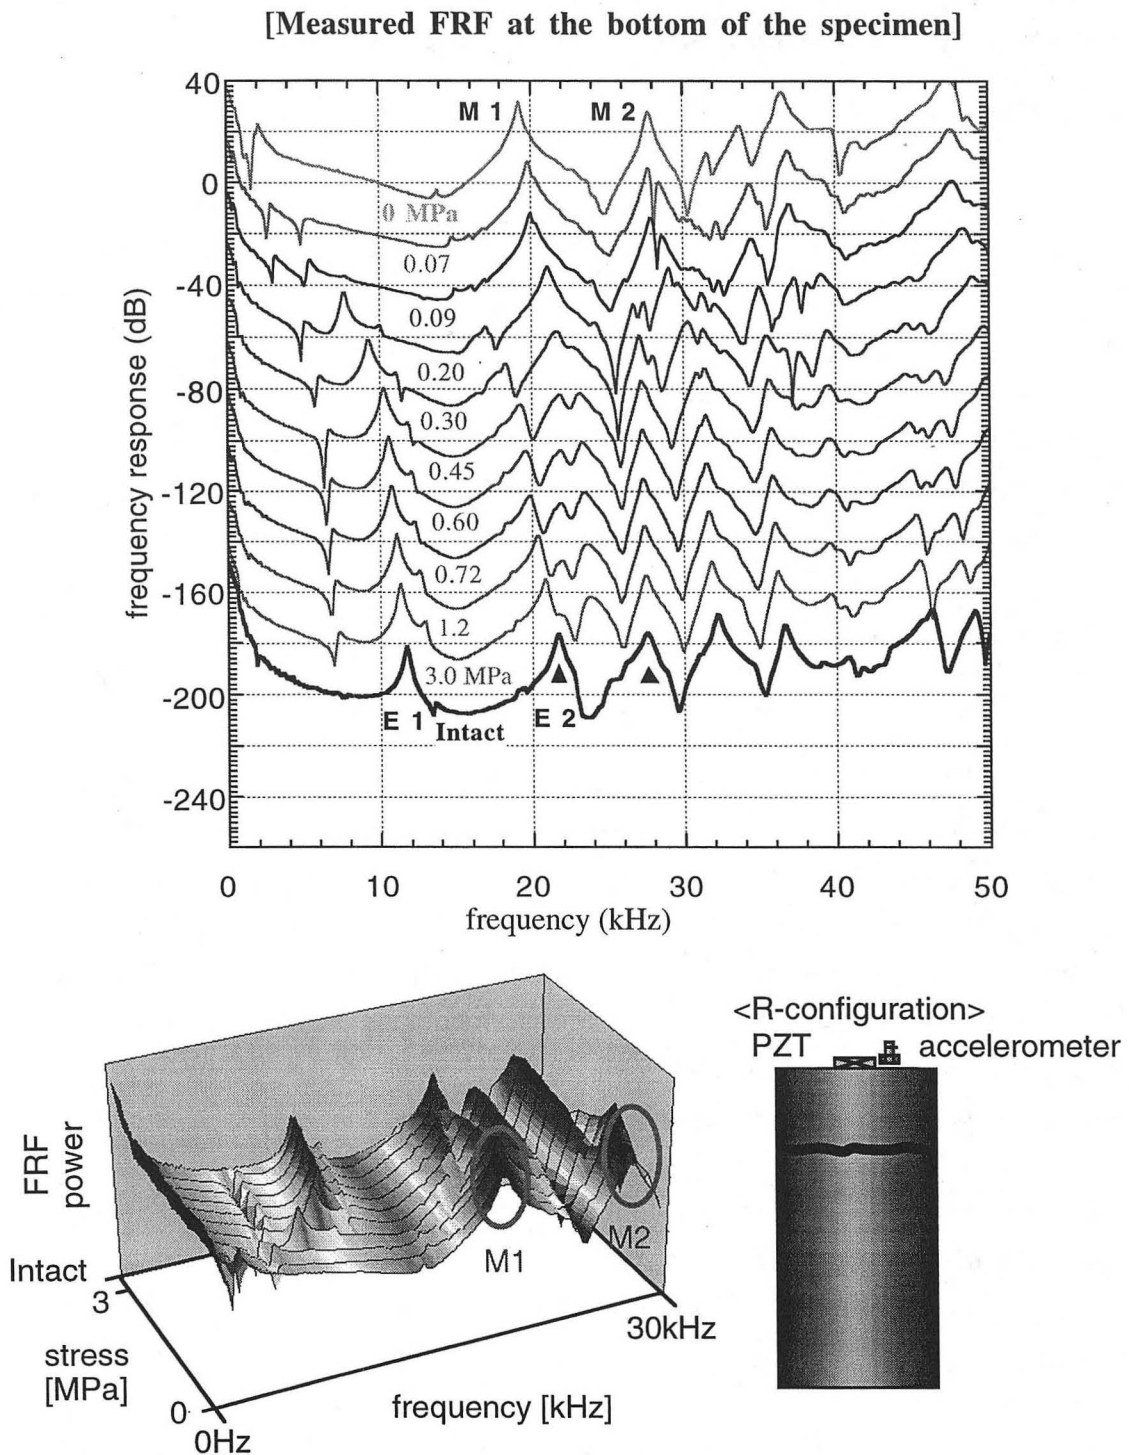 [Measured FRF at the bottom of the specimen]
40
M 1
M 2
0
0 MPa
0.07
-40
0.09
0.20
-80
0.30
0.45
-120
0.60
0.72
-160
1.2
3.0 MPa
-200
E 1
Intact
E 2
-240
frequency response (dB)
0 10 20 30 40 50
frequency (kHz)
<R-configuration>
PZT
accelerometer
FRF
power
M1
M2
Intact
3
30kHz
stress
[MPa]
0
0Hz
frequency [kHz]